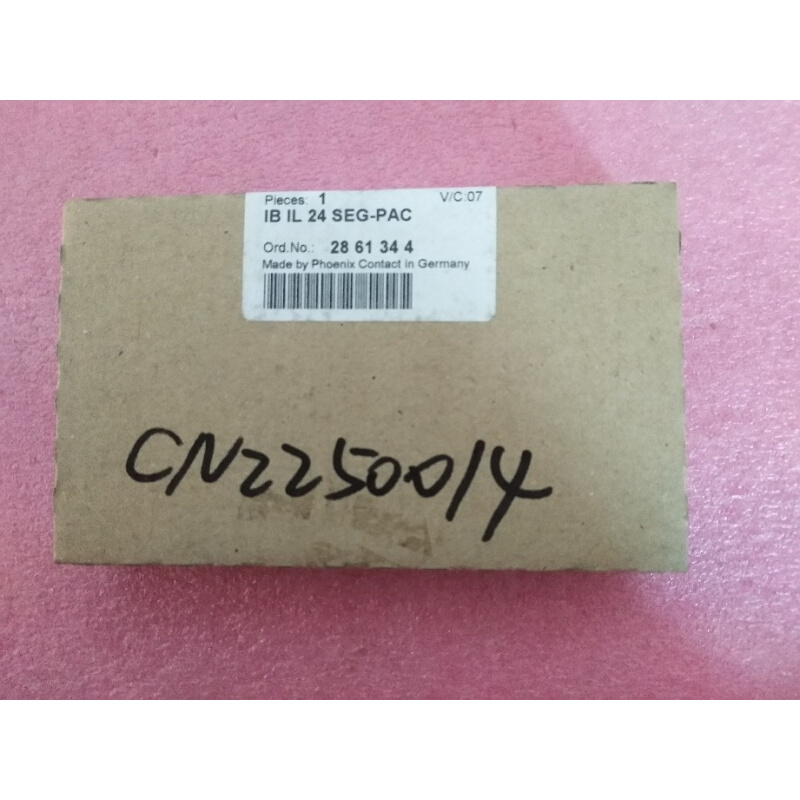 Pieces: 1 V/C:07
IB IL 24 SEG-PAC
Ord.No.: 28 61 34 4
Made by Phoenix Contact in Germany
CN2250014